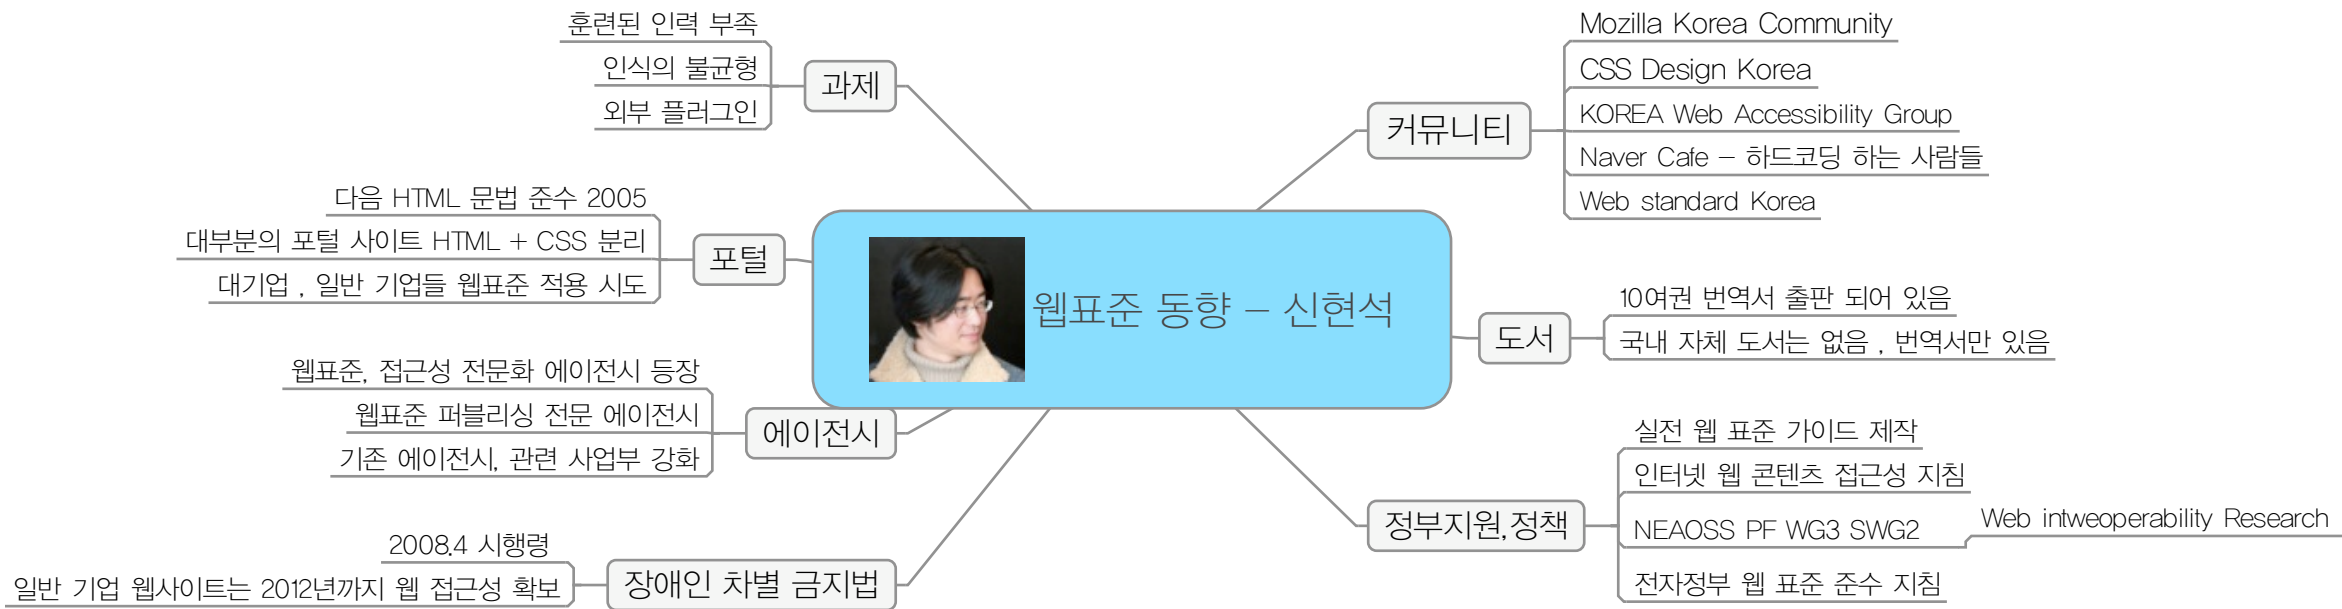 웹표준 동향 - 신현석
과제
훈련된 인력 부족
인식의 불균형
외부 플러그인
포털
다음 HTML 문법 준수 2005
대부분의 포털 사이트 HTML + CSS 분리
대기업 , 일반 기업들 웹표준 적용 시도
에이전시
웹표준, 접근성 전문화 에이전시 등장
웹표준 퍼블리싱 전문 에이전시
기존 에이전시, 관련 사업부 강화
장애인 차별 금지법
2008.4 시행령
일반 기업 웹사이트는 2012년까지 웹 접근성 확보
커뮤니티
Mozilla Korea Community
CSS Design Korea
KOREA Web Accessibility Group
Naver Cafe - 하드코딩 하는 사람들
Web standard Korea
도서
10여권 번역서 출판 되어 있음
국내 자체 도서는 없음 , 번역서만 있음
정부지원,정책
실전 웹 표준 가이드 제작
인터넷 웹 콘텐츠 접근성 지침
NEAOSS PF WG3 SWG2
Web intweoperability Research
전자정부 웹 표준 준수 지침